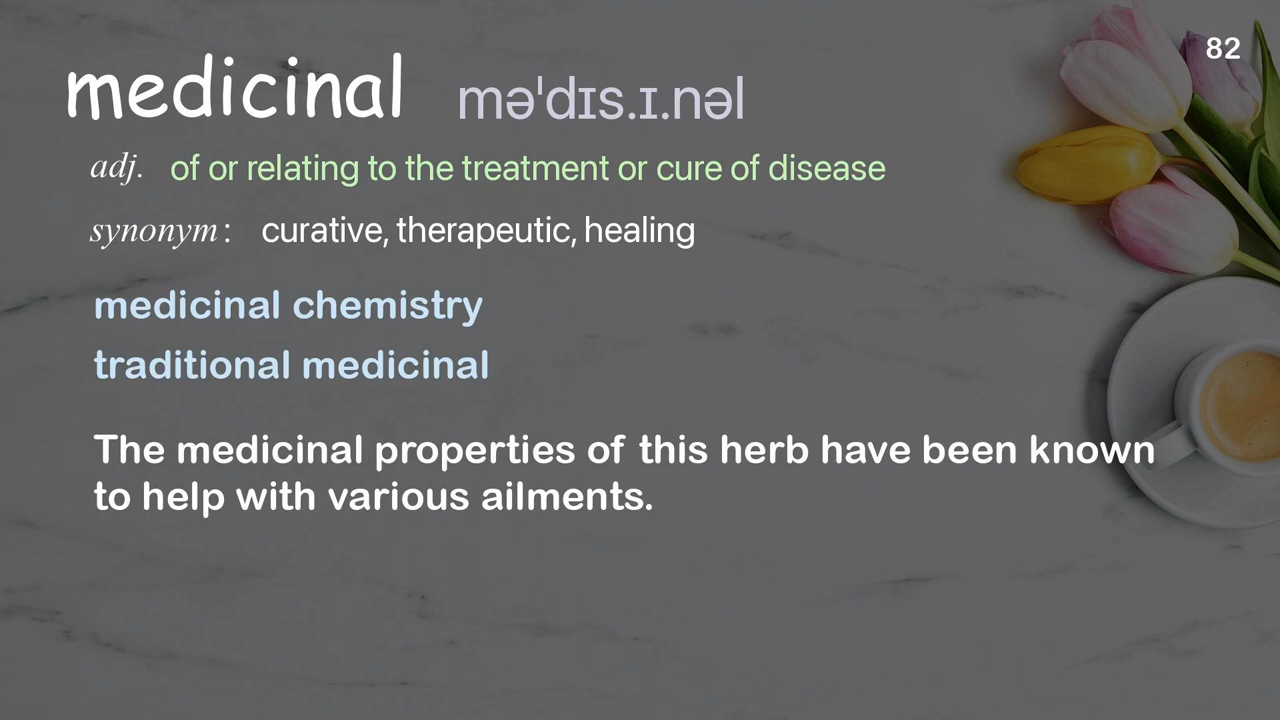 82
medicinal məˈdɪs.ɪ.nəl
adj. of or relating to the treatment or cure of disease
synonym: curative, therapeutic, healing
medicinal chemistry
traditional medicinal
The medicinal properties of this herb have been known
to help with various ailments.